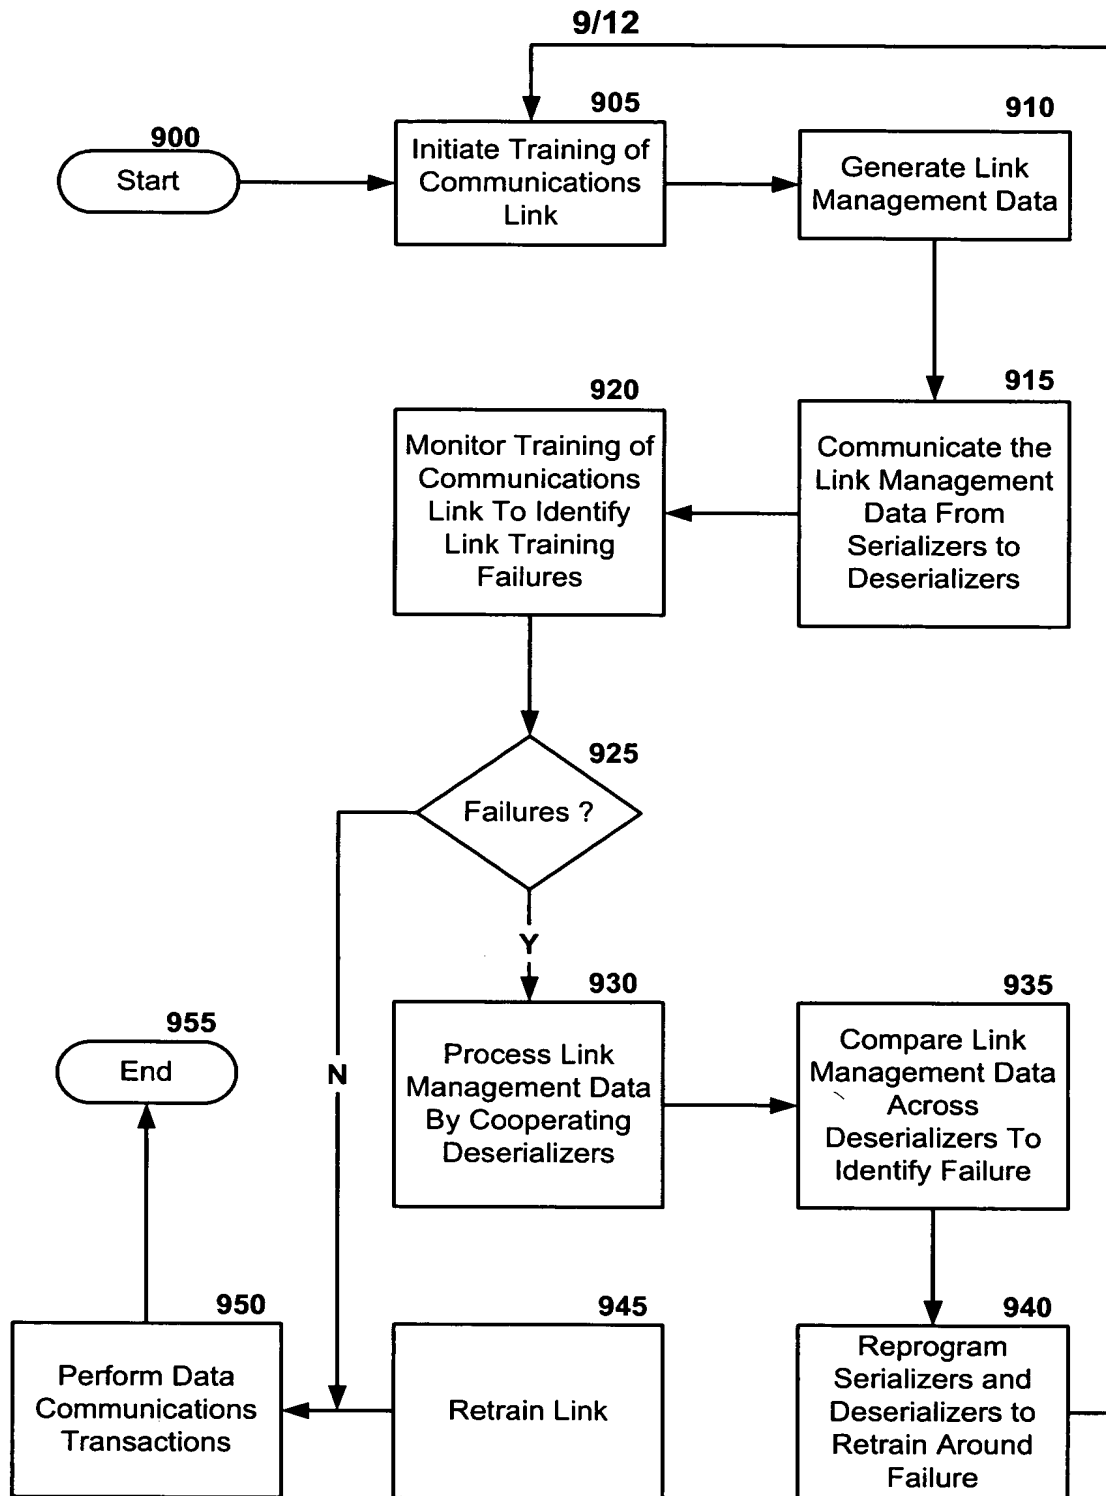 9/12
900
Start
905
Initiate Training of
Communications
Link
910
Generate Link
Management Data
915
Communicate the
Link Management
Data From
Serializers to
Deserializers
920
Monitor Training of
Communications
Link To Identify
Link Training
Failures
925
Failures ?
Y
N
930
Process Link
Management Data
By Cooperating
Deserializers
935
Compare Link
Management Data
Across
Deserializers To
Identify Failure
940
Reprogram
Serializers and
Deserializers to
Retrain Around
Failure
945
Retrain Link
950
Perform Data
Communications
Transactions
955
End